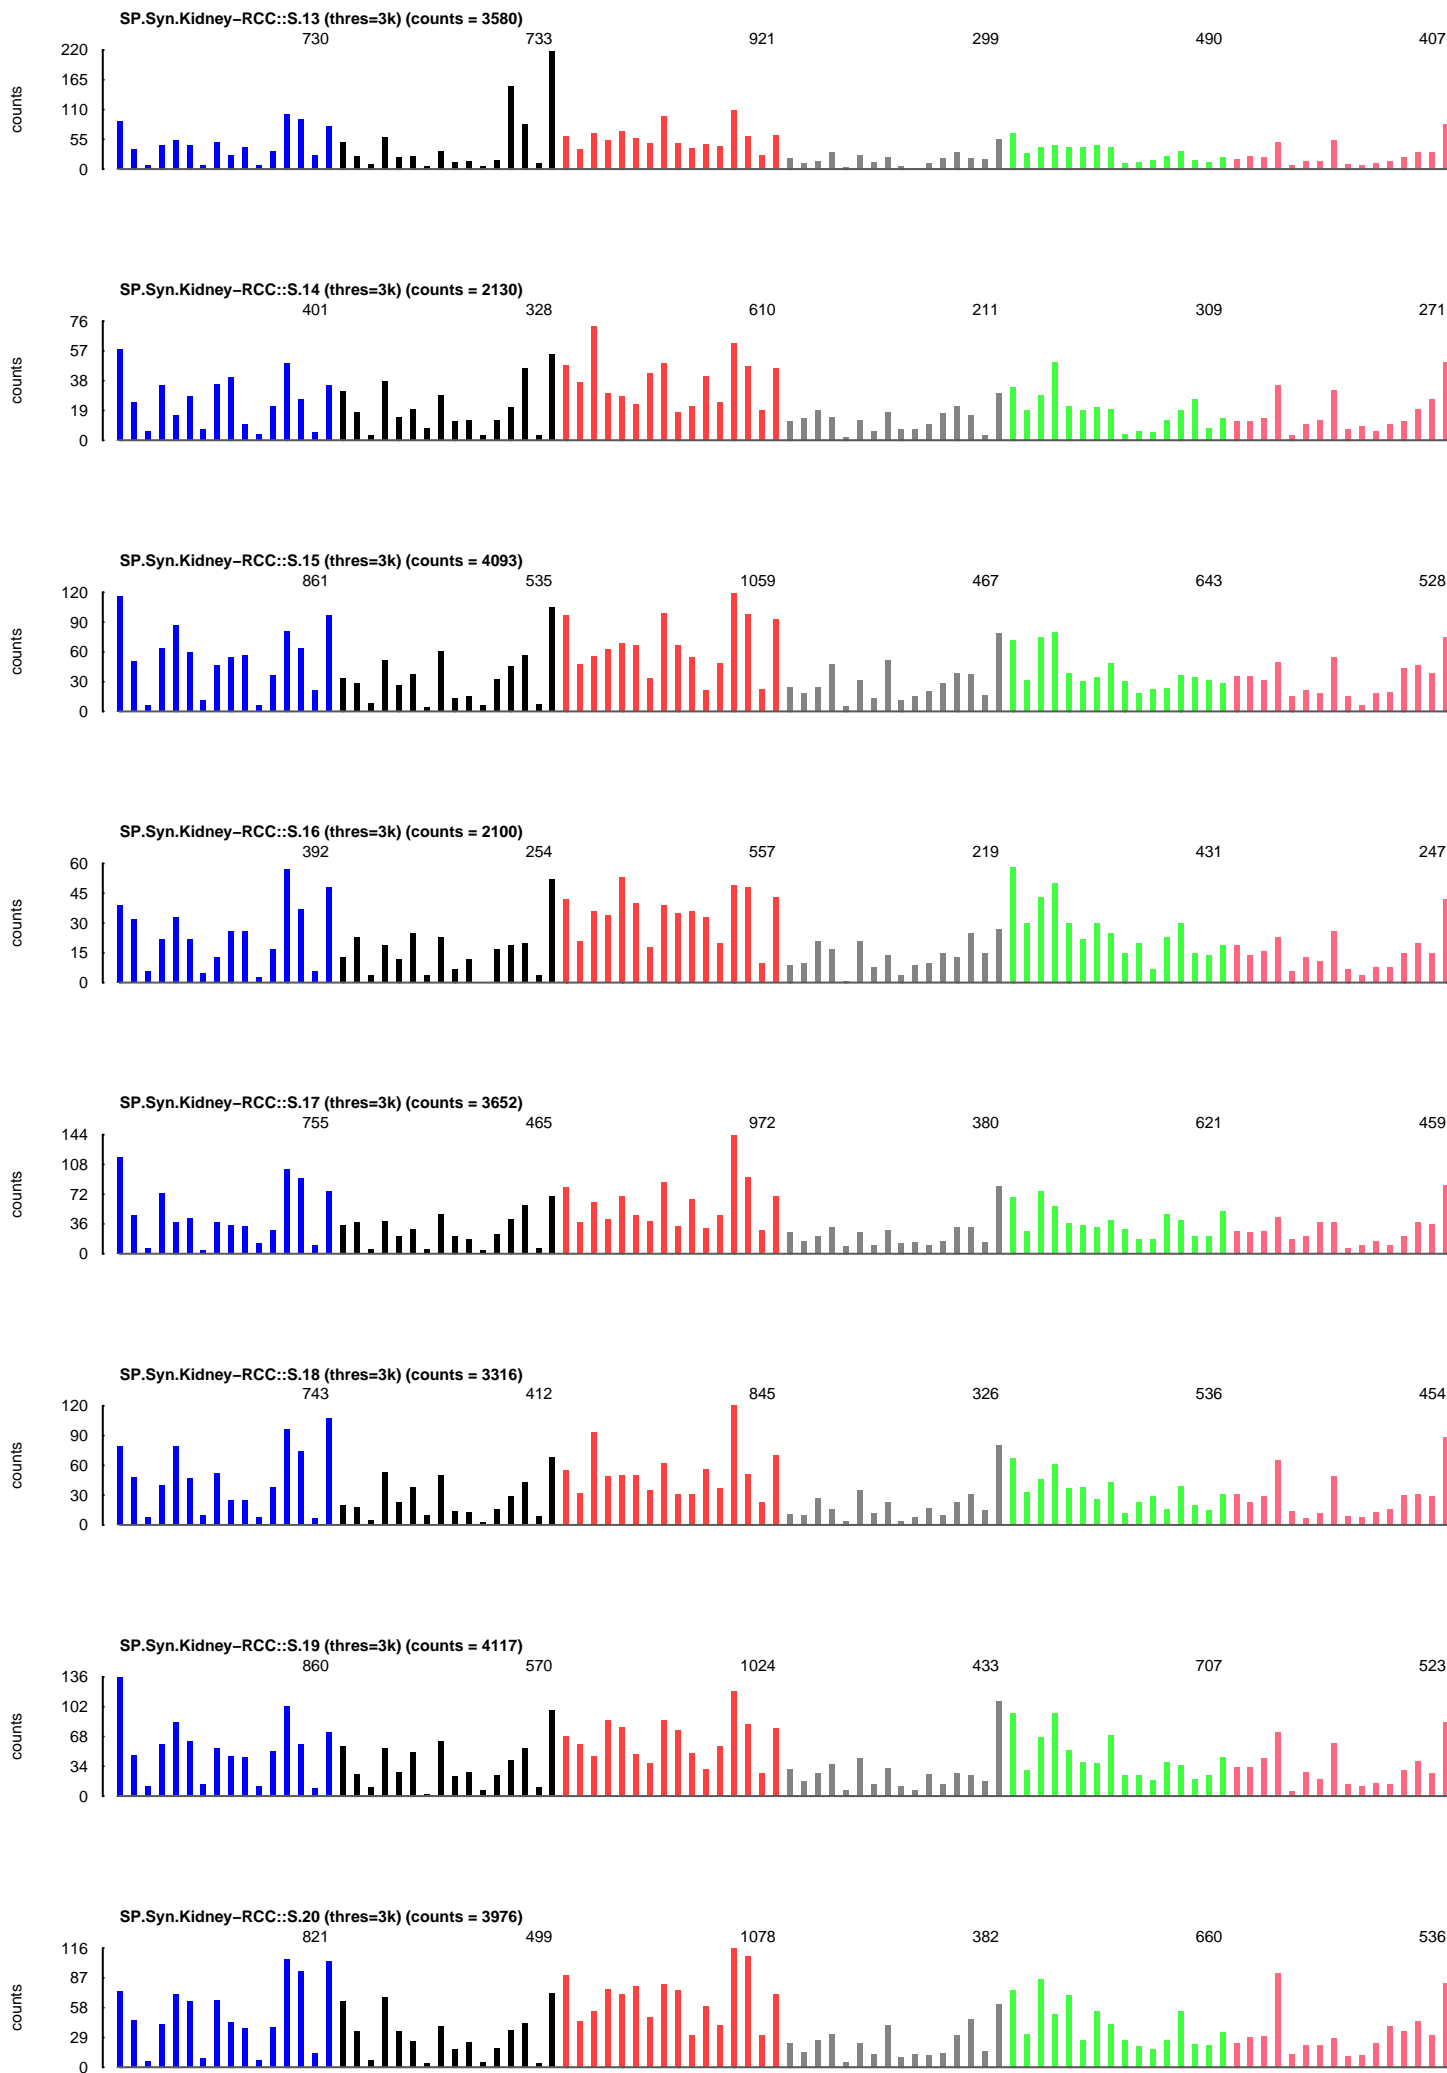 SP.Syn.Kidney−RCC::S.13 (thres=3k) (counts = 3580)
730 733 921 299 490 407
220
165
110
55
0
counts
SP.Syn.Kidney−RCC::S.14 (thres=3k) (counts = 2130)
401 328 610 211 309 271
76
57
38
19
0
counts
SP.Syn.Kidney−RCC::S.15 (thres=3k) (counts = 4093)
861 535 1059 467 643 528
120
90
60
30
0
counts
SP.Syn.Kidney−RCC::S.16 (thres=3k) (counts = 2100)
392 254 557 219 431 247
60
45
30
15
0
counts
SP.Syn.Kidney−RCC::S.17 (thres=3k) (counts = 3652)
755 465 972 380 621 459
144
108
72
36
0
counts
SP.Syn.Kidney−RCC::S.18 (thres=3k) (counts = 3316)
743 412 845 326 536 454
120
90
60
30
0
counts
SP.Syn.Kidney−RCC::S.19 (thres=3k) (counts = 4117)
860 570 1024 433 707 523
136
102
68
34
0
counts
SP.Syn.Kidney−RCC::S.20 (thres=3k) (counts = 3976)
821 499 1078 382 660 536
116
87
58
29
0
counts